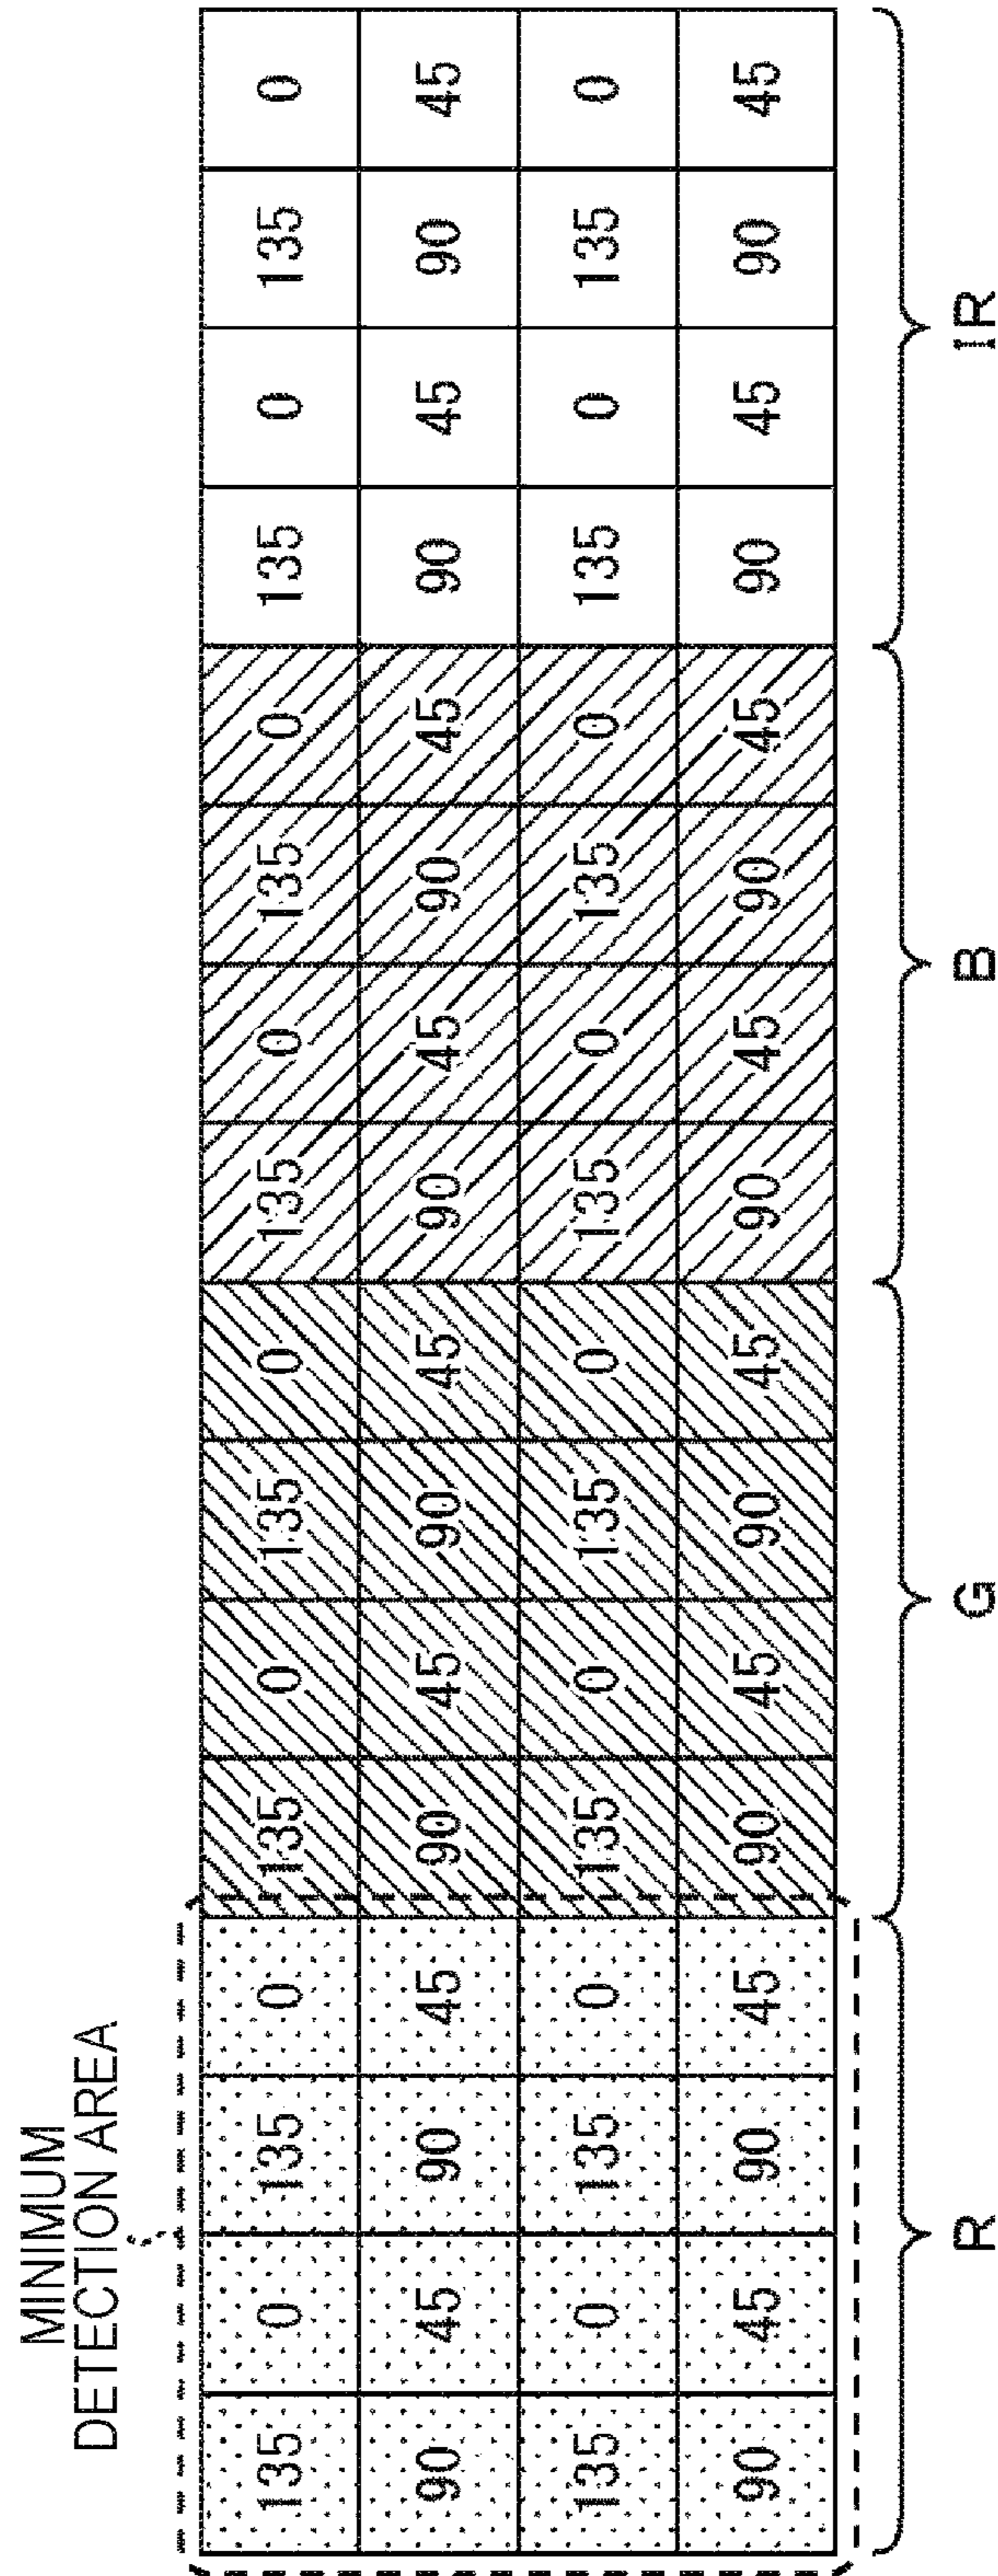 MINIMUM
DETECTION AREA
135 0 135 0 135 0 135 0 135 0 135 0 135 0 135 0
90 45 90 45 90 45 90 45 90 45 90 45 90 45 90 45
135 0 135 0 135 0 135 0 135 0 135 0 135 0 135 0
90 45 90 45 90 45 90 45 90 45 90 45 90 45 90 45
R G B IR